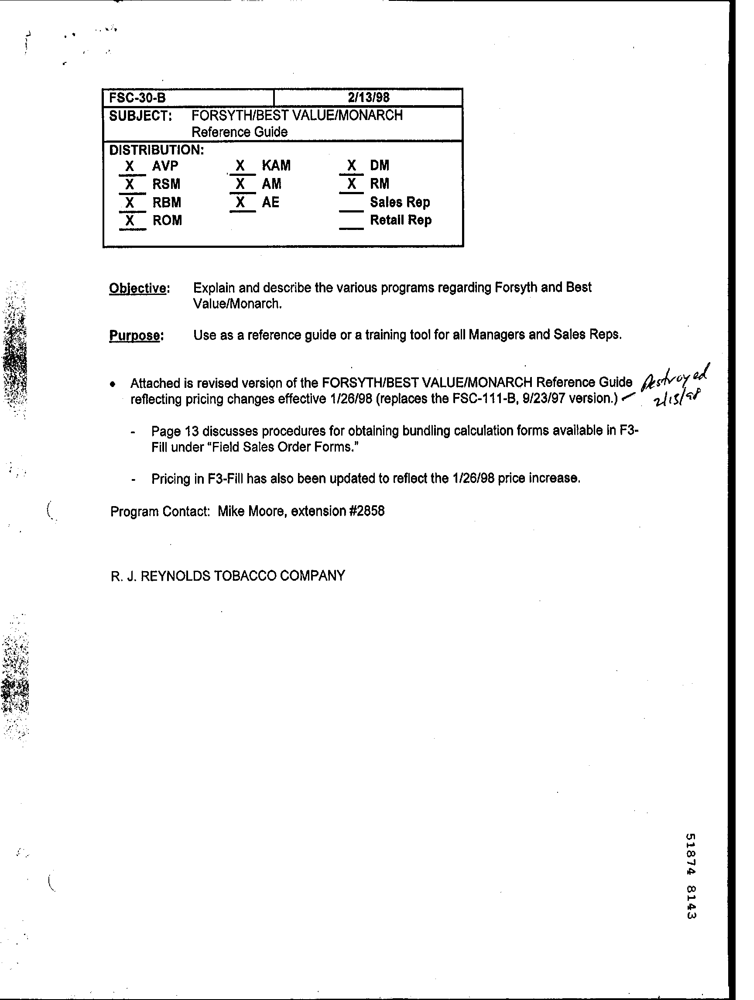 FSC-30-B 2/13/98
SUBJECT: FORSYTH/BEST VALUE/MONARCH
Reference Guide
DISTRIBUTION:
X AVP X KAM X DM
X RSM X AM X RM
X RBM X AE Sales Rep
X ROM Retail Rep
Objective: Explain and describe the various programs regarding Forsyth and Best
Value/Monarch.
Purpose: Use as a reference guide or a training tool for all Managers and Sales Reps.
• Attached is revised version of the FORSYTH/BEST VALUE/MONARCH Reference Guide Destroyed
reflecting pricing changes effective 1/26/98 (replaces the FSC-111-B, 9/23/97 version.) 2/15/98
- Page 13 discusses procedures for obtaining bundling calculation forms available in F3-
Fill under "Field Sales Order Forms."
- Pricing in F3-Fill has also been updated to reflect the 1/26/98 price increase.
Program Contact: Mike Moore, extension #2858
R. J. REYNOLDS TOBACCO COMPANY
51874 8143